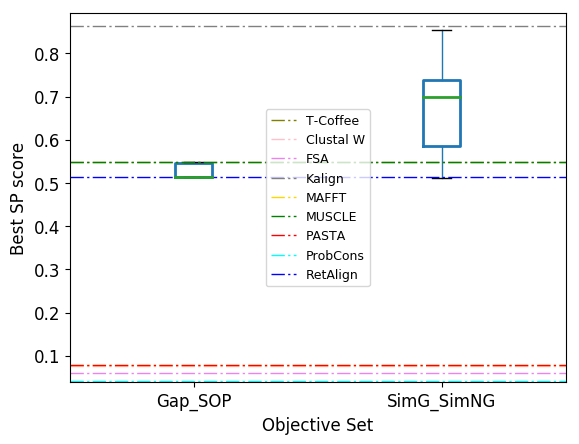 Best SP score
0.8
0.7
0.6
0.5
0.4
0.3
0.2
0.1
T-Coffee
Clustal W
FSA
Kalign
MAFFT
MUSCLE
PASTA
ProbCons
RetAlign
Gap_SOP
SimG_SimNG
Objective Set